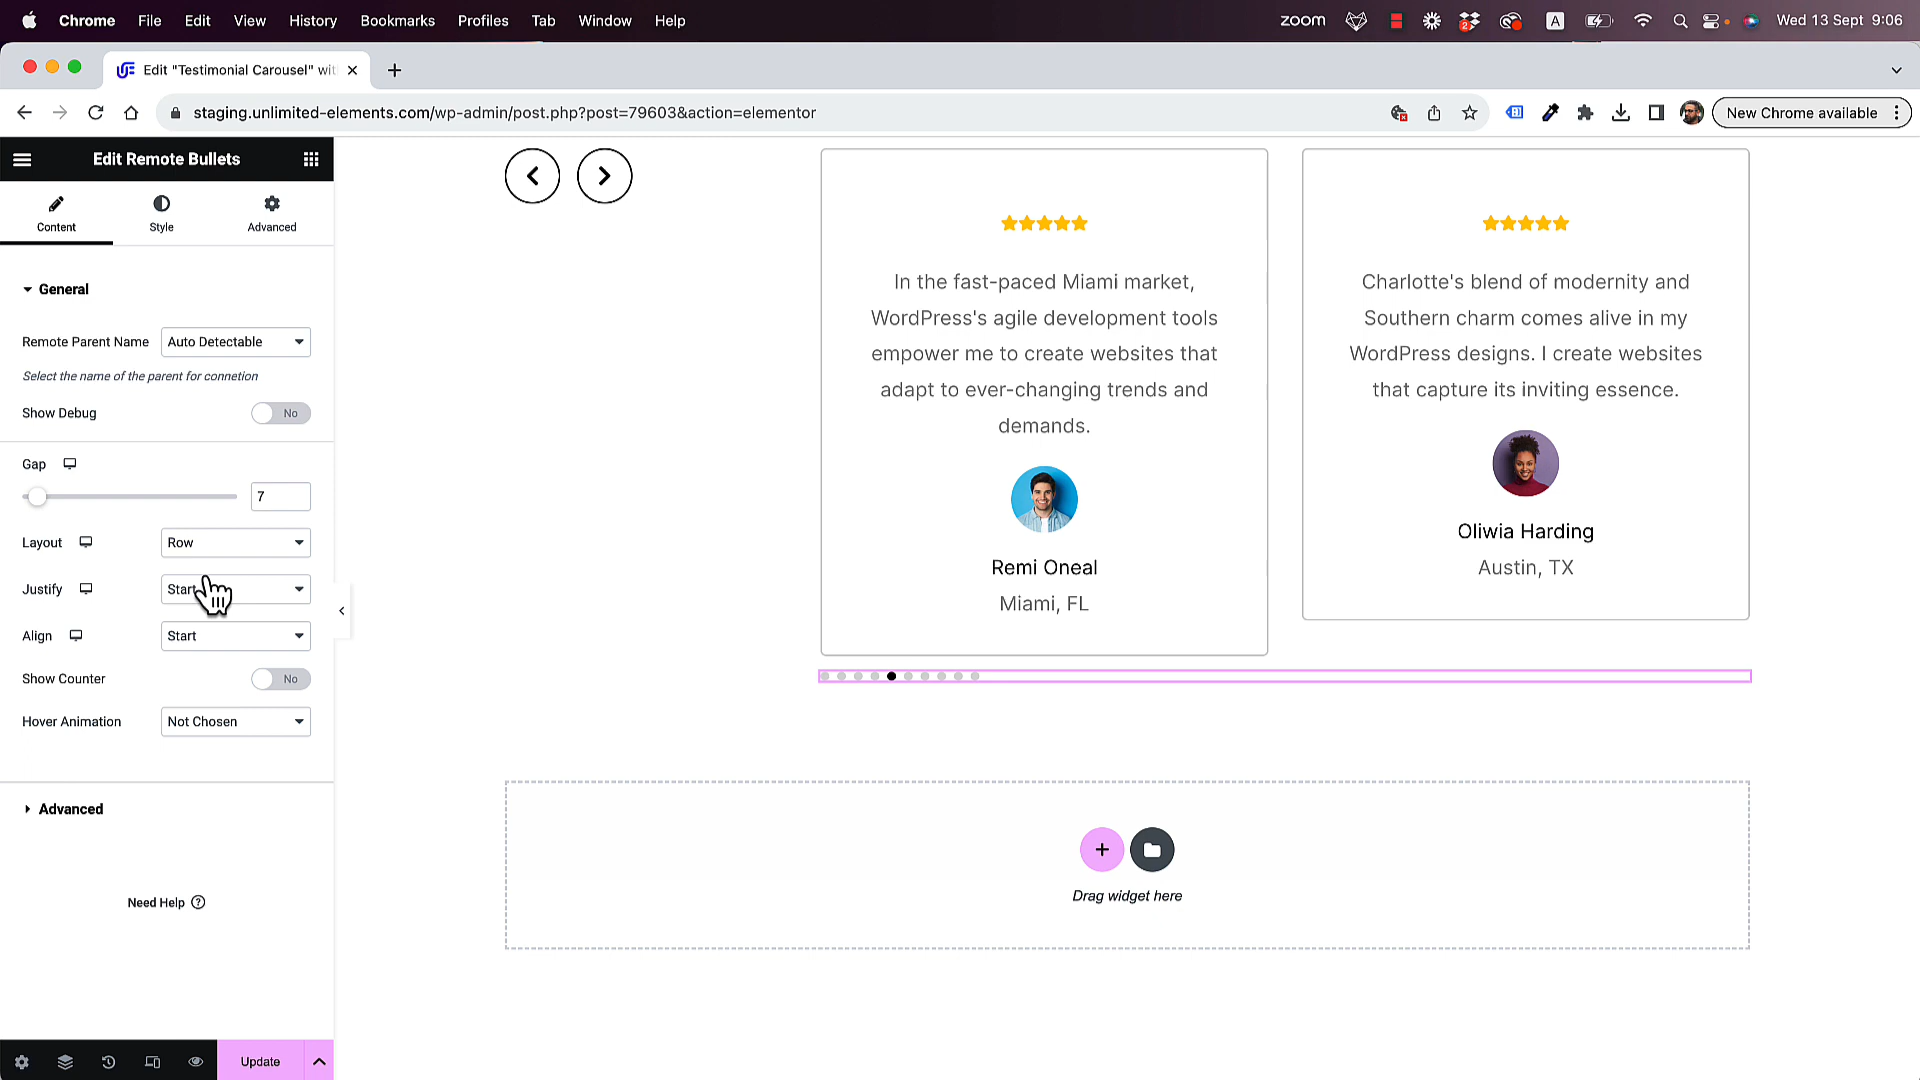 Chrome File Edit View History Bookmarks Profiles Tab Window Help zoom 2 A Wed 13 Sept 9:06
Edit "Testimonial Carousel" wit
staging.unlimited-elements.com/wp-admin/post.php?post=79603&action=elementor New Chrome available
Edit Remote Bullets
Content Style Advanced
General
Remote Parent Name Auto Detectable
Select the name of the parent for connetion
Show Debug No
Gap 7
Layout Row
Justify Start
Align Start
Show Counter No
Hover Animation Not Chosen
Advanced
Need Help ?
Update
In the fast-paced Miami market,
WordPress's agile development tools
empower me to create websites that
adapt to ever-changing trends and
demands.
Remi Oneal
Miami, FL
Charlotte's blend of modernity and
Southern charm comes alive in my
WordPress designs. I create websites
that capture its inviting essence.
Oliwia Harding
Austin, TX
Drag widget here